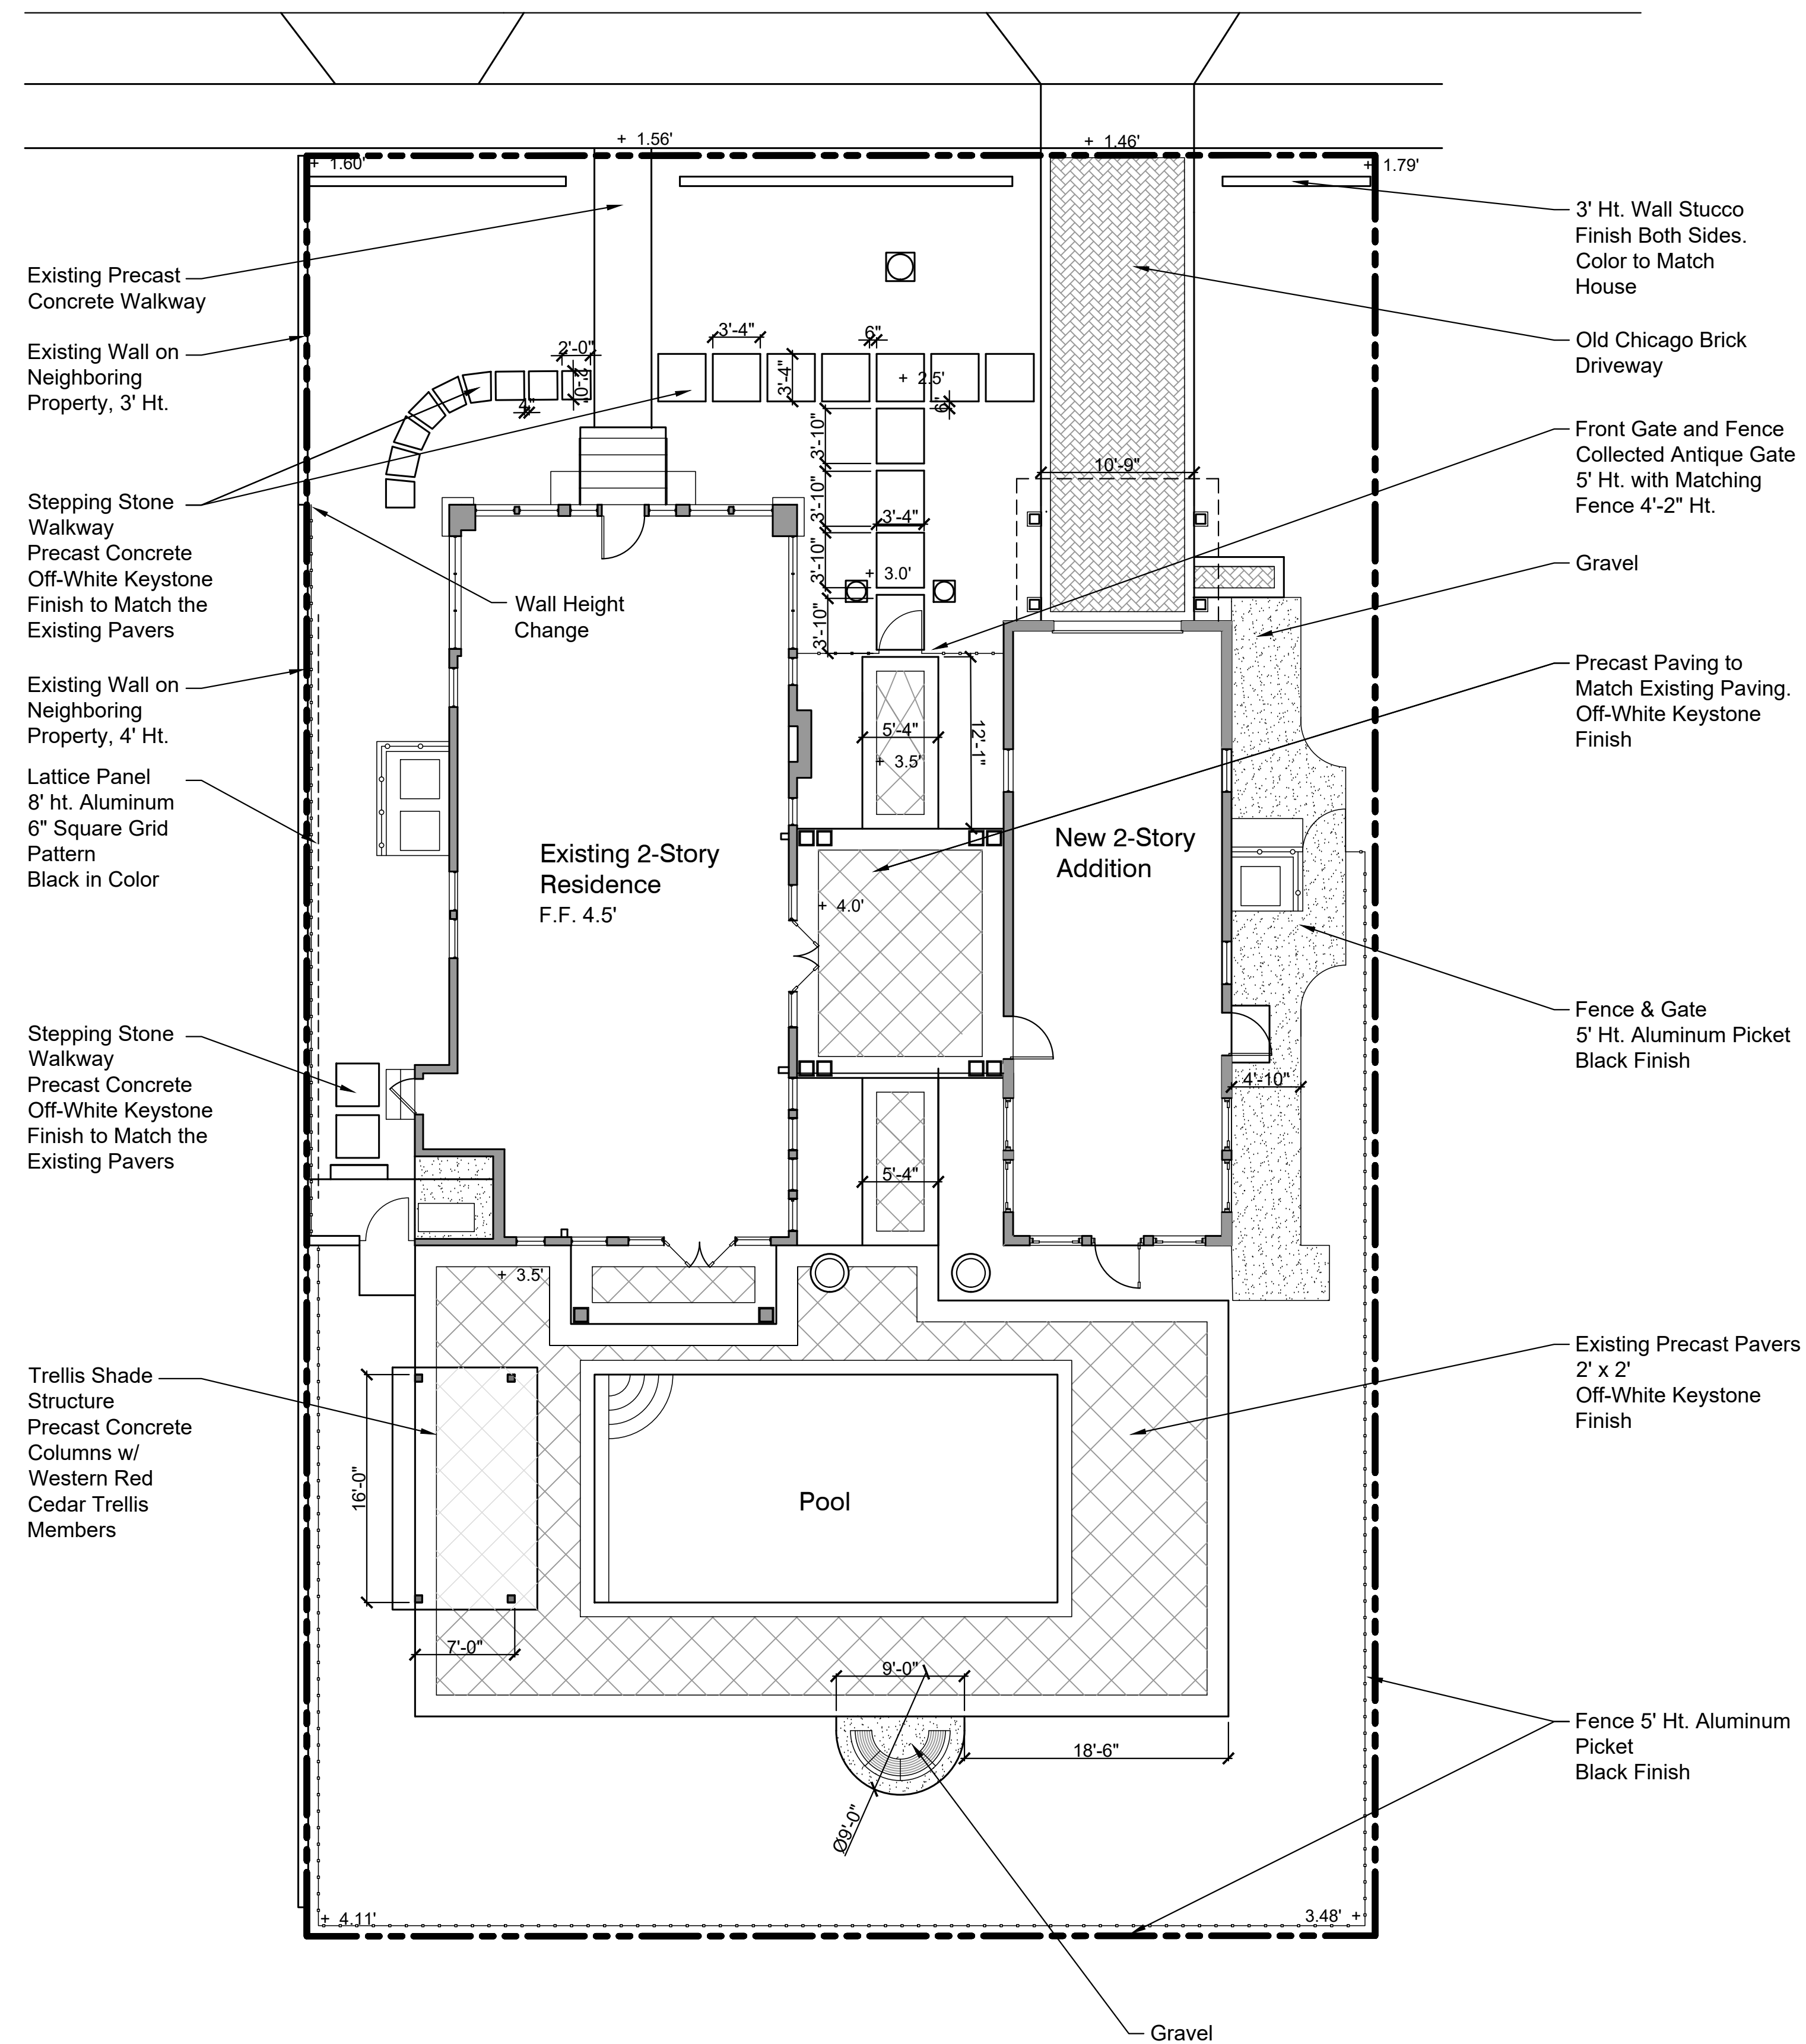 + 1.56'
+ 1.46'
+ 1.60'
+ 1.79'
3' Ht. Wall Stucco
Finish Both Sides.
Color to Match
House
Existing Precast
Concrete Walkway
Old Chicago Brick
Driveway
Existing Wall on
Neighboring
Property, 3' Ht.
2'-0"
2'-0"
4"
3'-4"
3'-4"
6"
+ 2.5'
6"
Front Gate and Fence
Collected Antique Gate
5' Ht. with Matching
Fence 4'-2" Ht.
3'-10"
3'-10"
3'-10"
3'-10"
3'-4"
+ 3.0'
10'-9"
Stepping Stone
Walkway
Precast Concrete
Off-White Keystone
Finish to Match the
Existing Pavers
Wall Height
Change
Gravel
Existing Wall on
Neighboring
Property, 4' Ht.
Precast Paving to
Match Existing Paving.
Off-White Keystone
Finish
5'-4"
+ 3.5'
12'-1"
Lattice Panel
8' ht. Aluminum
6" Square Grid
Pattern
Black in Color
Existing 2-Story
Residence
F.F. 4.5'
New 2-Story
Addition
+ 4.0'
Fence & Gate
5' Ht. Aluminum Picket
Black Finish
4'-10"
Stepping Stone
Walkway
Precast Concrete
Off-White Keystone
Finish to Match the
Existing Pavers
5'-4"
+ 3.5'
Trellis Shade
Structure
Precast Concrete
Columns w/
Western Red
Cedar Trellis
Members
Existing Precast Pavers
2' x 2'
Off-White Keystone
Finish
16'-0"
Pool
7'-0"
9'-0"
18'-6"
Ø9'-0"
Fence 5' Ht. Aluminum
Picket
Black Finish
+ 4.11'
3.48' +
Gravel